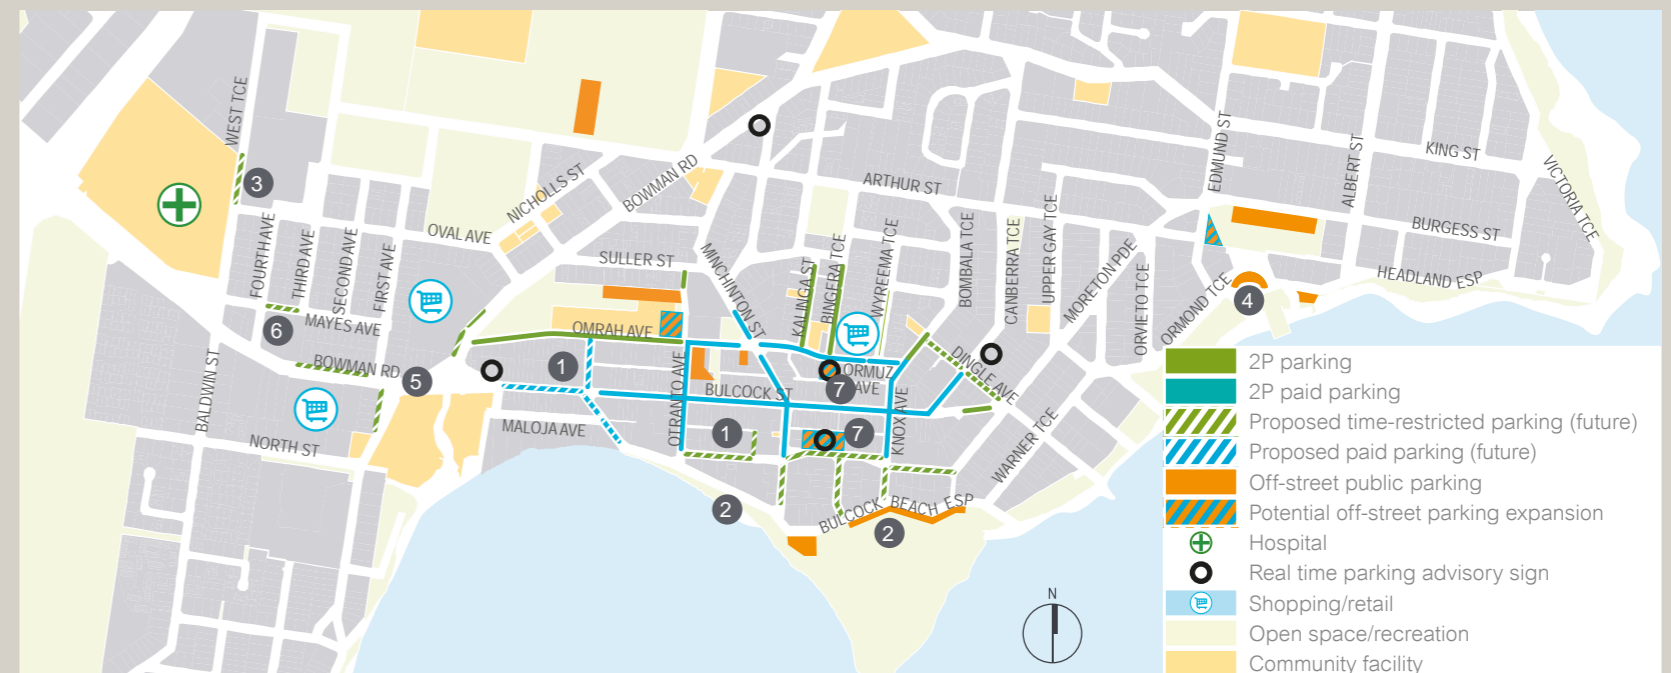 WEST TCE
3
FOURTH AVE
THIRD AVE
SECOND AVE
FIRST AVE
OVAL AVE
NICHOLLS ST
BOWMAN RD
SULLER ST
MINCHINTON ST
KALINGA ST
BINGERA TCE
WYREEMA TCE
ARTHUR ST
BOMBALA TCE
CANBERRA TCE
UPPER GAY TCE
MORETON PDE
ORVIETO TCE
ORMOND TCE
EDMUND ST
ALBERT ST
KING ST
BURGESS ST
VICTORIA TCE
HEADLAND ESP
4
6
MAYES AVE
BOWMAN RD
5
BALDWIN ST
NORTH ST
OMRAH AVE
1
OTRANTO AVE
BULCOCK ST
ORMUZ
AVE
7
DINGLE AVE
KNOX AVE
WARNER TCE
MALOJA AVE
1
7
2
BULCOCK BEACH ESP
2
N
2P parking
2P paid parking
Proposed time-restricted parking (future)
Proposed paid parking (future)
Off-street public parking
Potential off-street parking expansion
Hospital
Real time parking advisory sign
Shopping/retail
Open space/recreation
Community facility